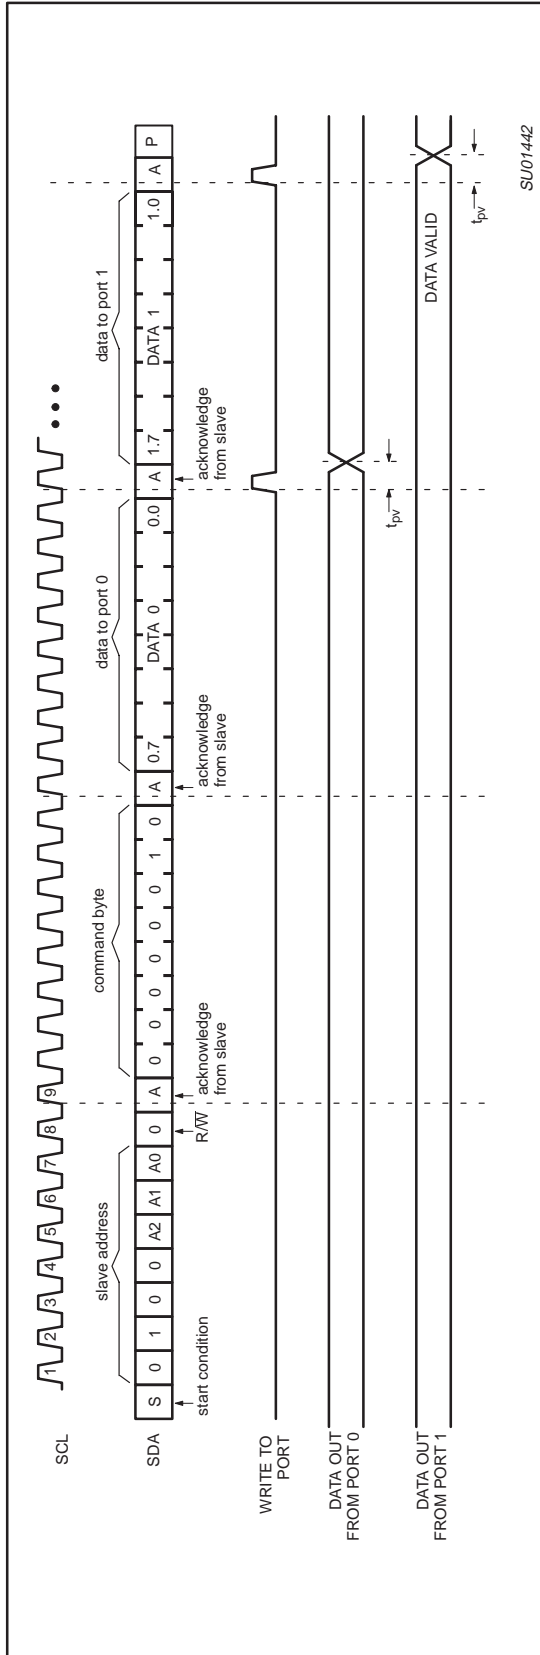 SCL
1 2 3 4 5 6 7 8 9
slave address
command byte
data to port 0
data to port 1
SDA
S 0 1 0 0 A2 A1 A0 0 A 0 0 0 0 0 0 1 0 A 0.7 DATA 0 0.0 A 1.7 DATA 1 1.0 A P
start condition
R/W̅
acknowledge
from slave
acknowledge
from slave
acknowledge
from slave
WRITE TO
PORT
DATA OUT
FROM PORT 0
tpv
DATA OUT
FROM PORT 1
DATA VALID
tpv
SU01442